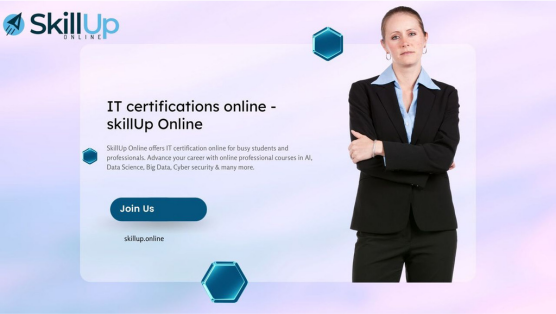 SkillUp
ONLINE
IT certifications online -
skillUp Online
SkillUp Online offers IT certification online for busy students and
professionals. Advance your career with online professional courses in AI,
Data Science, Big Data, Cyber security & many more.
Join Us
skillup.online